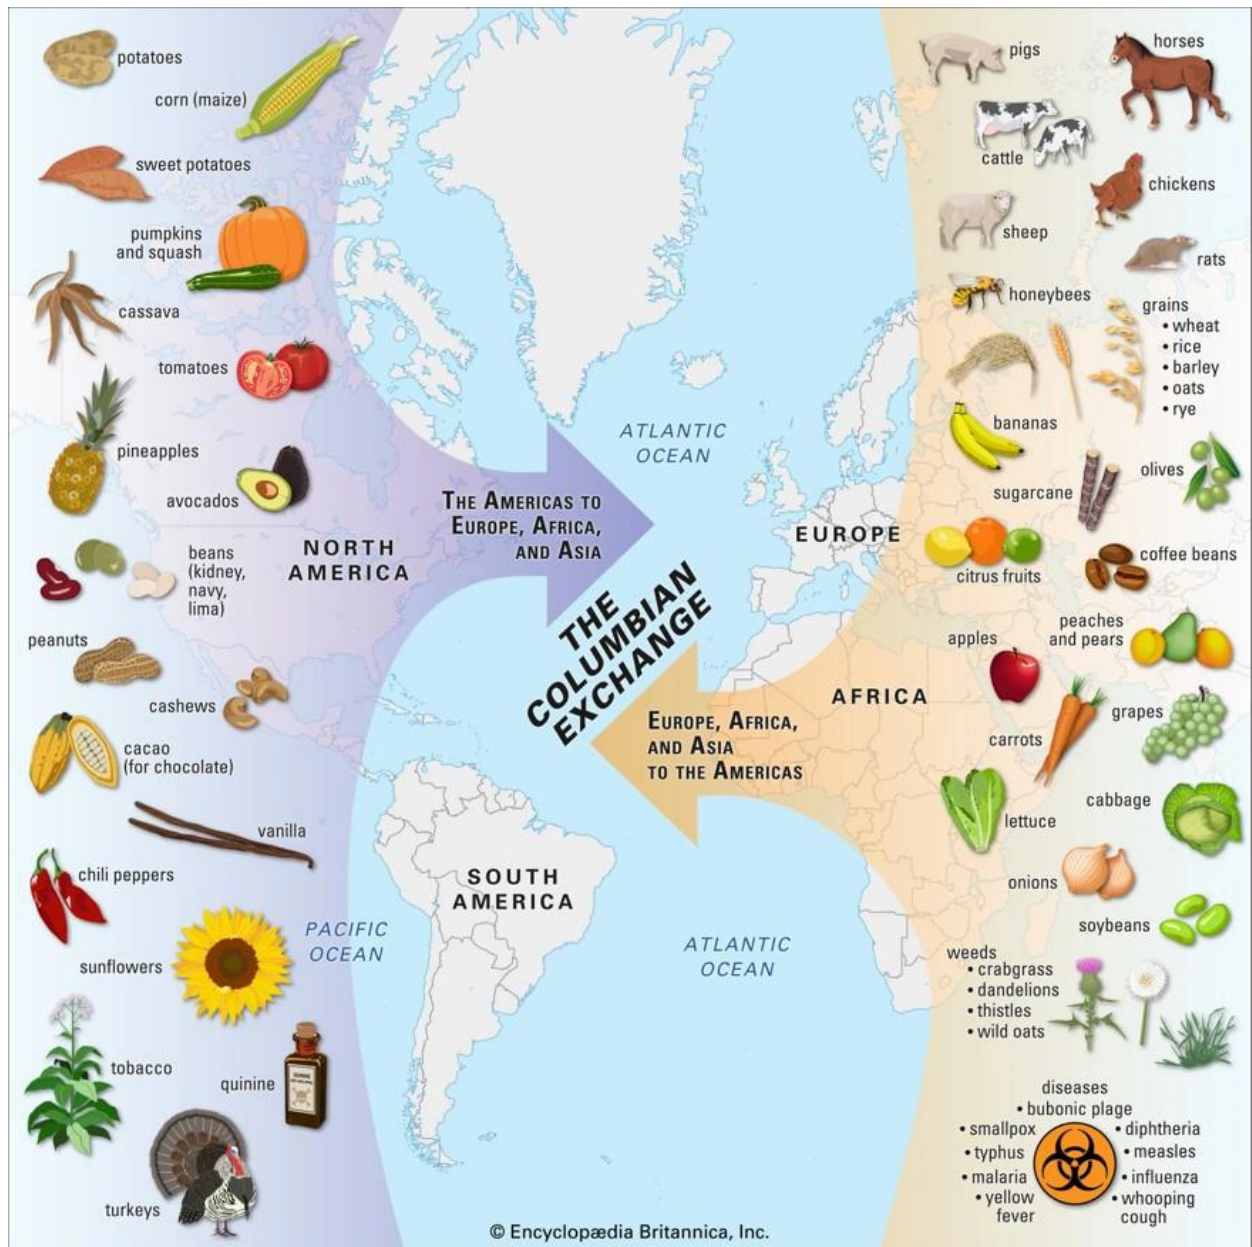 potatoes
corn (maize)
sweet potatoes
pumpkins
and squash
cassava
tomatoes
pineapples
avocados
beans
(kidney,
navy,
lima)
peanuts
cashews
cacao
(for chocolate)
vanilla
chili peppers
sunflowers
tobacco
quinine
QUININE
turkeys
THE AMERICAS TO
EUROPE, AFRICA,
AND ASIA
NORTH
AMERICA
ATLANTIC
OCEAN
EUROPE
THE
COLUMBIAN
EXCHANGE
AFRICA
EUROPE, AFRICA,
AND ASIA
TO THE AMERICAS
SOUTH
AMERICA
PACIFIC
OCEAN
ATLANTIC
OCEAN
pigs
horses
cattle
chickens
sheep
rats
honeybees
grains
• wheat
• rice
• barley
• oats
• rye
bananas
olives
sugarcane
citrus fruits
coffee beans
peaches
and pears
apples
grapes
carrots
cabbage
lettuce
onions
soybeans
weeds
• crabgrass
• dandelions
• thistles
• wild oats
diseases
• bubonic plage
• smallpox
• typhus
• malaria
• yellow
fever
• diphtheria
• measles
• influenza
• whooping
cough
© Encyclopædia Britannica, Inc.